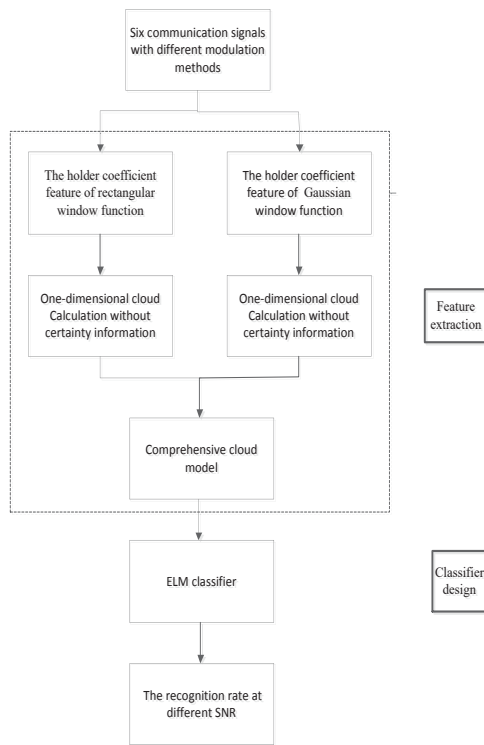 Six communication signals
with different modulation
methods
The holder coefficient
feature of rectangular
window function)
The holder coefficient
feature of Gaussian
window function)
One-dimensional cloud
Calculation without
certainty information)
One-dimensional cloud
Calculation without
certainty information)
Feature
extraction
Comprehensive cloud
model
ELM classifier
Classifier
design
The recognition rate at
different SNR